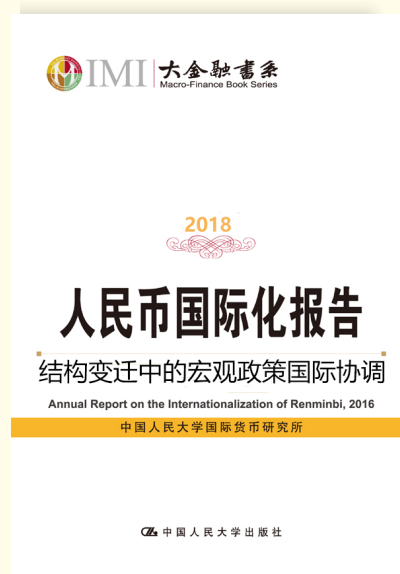 IMI 大金融书系
Macro-Finance Book Series
2018
人民币国际化报告
结构变迁中的宏观政策国际协调
Annual Report on the Internationalization of Renminbi, 2016
中国人民大学国际货币研究所
中国人民大学出版社